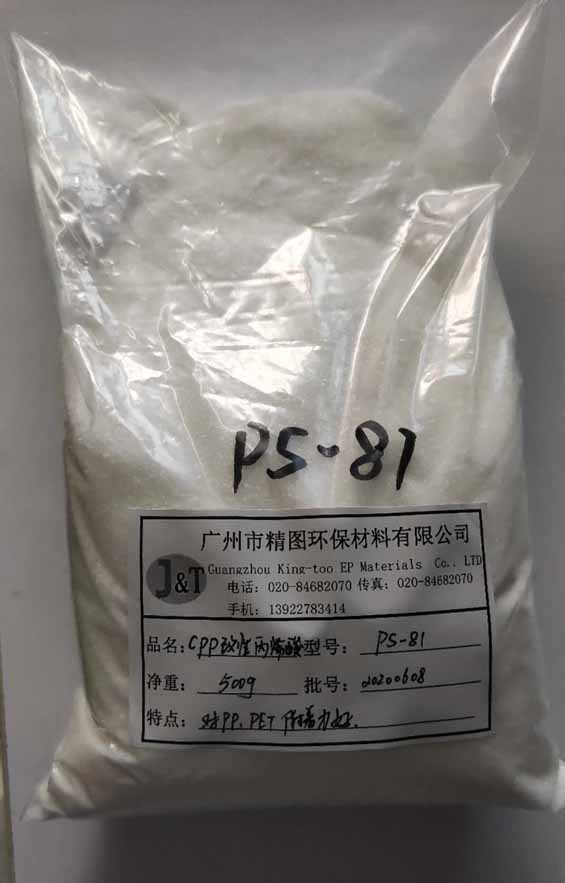 PS-81
广州市精图环保材料有限公司
J&T
Guangzhou King-too EP Materials Co., LTD
电话: 020-84682070 传真: 020-84682070
手机: 13922783414
品名: CPP改性丙烯酸 型号: PS-81
净重: 500g 批号: 20200608
特点: 对PP.PET 附着力好.